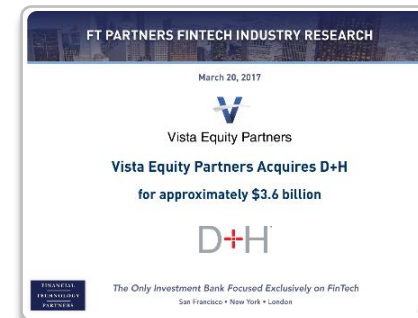 FT PARTNERS FINTECH INDUSTRY RESEARCH
March 20, 2017
Vista Equity Partners
Vista Equity Partners Acquires D+H
for approximately $3.6 billion
D+H
FINANCIAL
TECHNOLOGY
PARTNERS
The Only Investment Bank Focused Exclusively on FinTech
San Francisco • New York • London